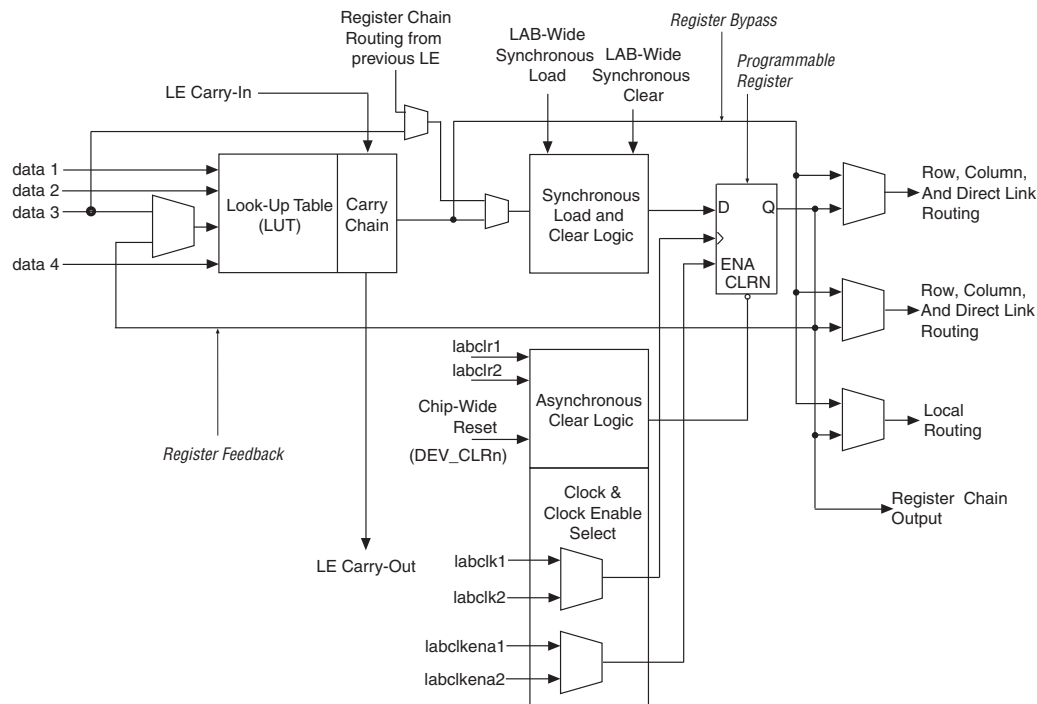 Register Chain
Routing from
previous LE
LAB-Wide
Synchronous
Load
LAB-Wide
Synchronous
Clear
Register Bypass
Programmable
Register
LE Carry-In
data 1
data 2
data 3
data 4
Look-Up Table
(LUT)
Carry
Chain
Synchronous
Load and
Clear Logic
D
Q
ENA
CLRN
Row, Column,
And Direct Link
Routing
Row, Column,
And Direct Link
Routing
Local
Routing
Register Chain
Output
Register Feedback
labclr1
labclr2
Chip-Wide
Reset
(DEV_CLRn)
Asynchronous
Clear Logic
Clock &
Clock Enable
Select
LE Carry-Out
labclk1
labclk2
labclkena1
labclkena2